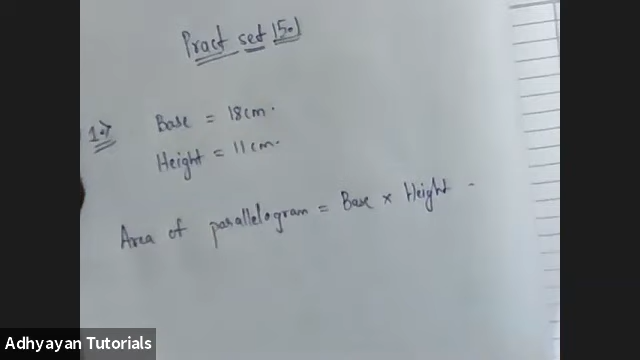 Pract set 15.1
1.→ Base = 18cm.
Height = 11cm.
Area of parallelogram = Base × Height
Adhyayan Tutorials